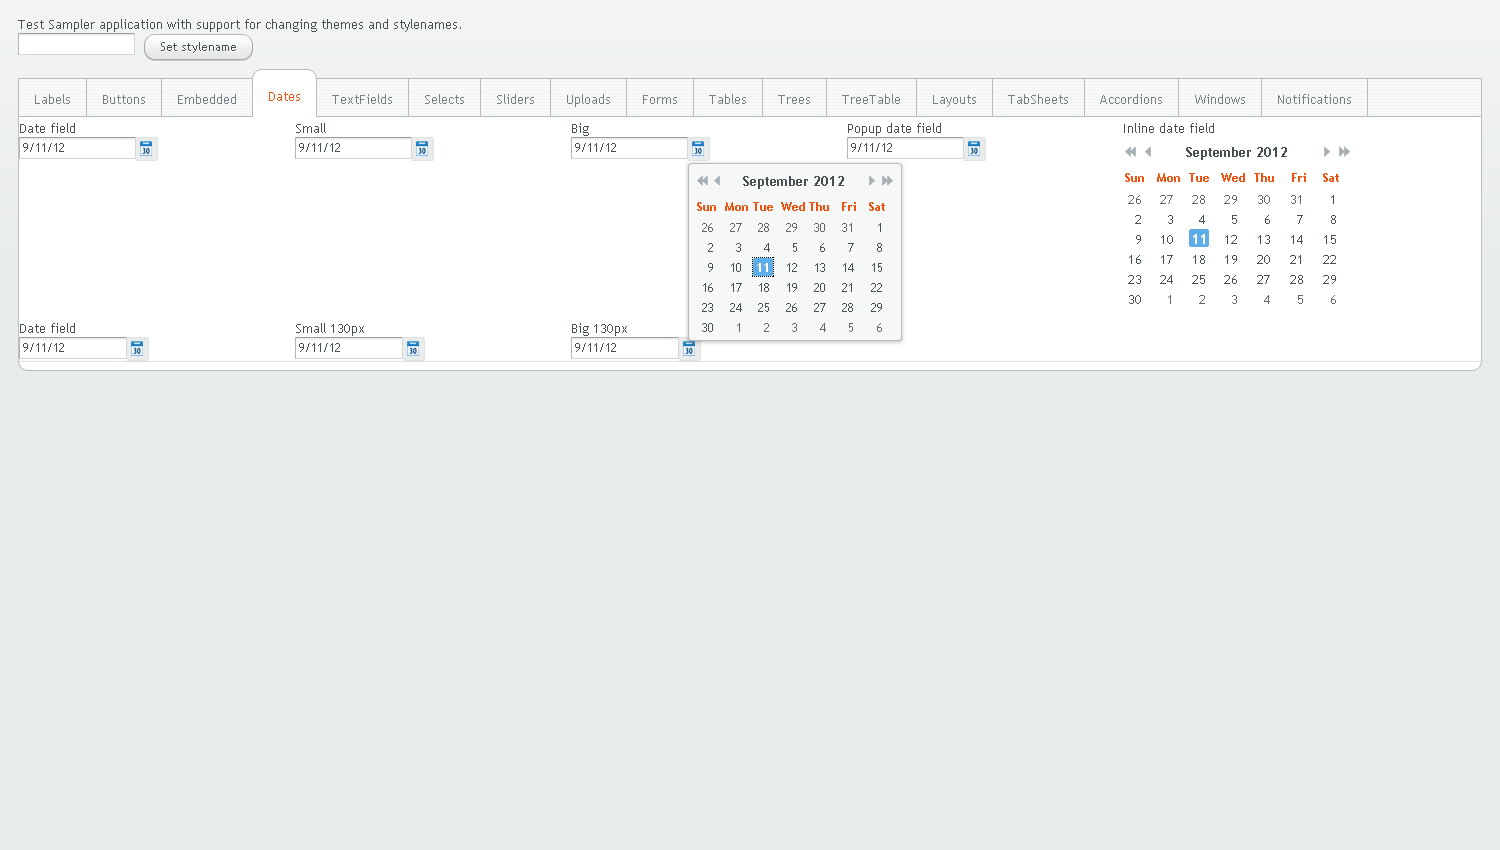 Test Sampler application with support for changing themes and stylenames.
Set stylename
Labels Buttons Embedded Dates TextFields Selects Sliders Uploads Forms Tables Trees TreeTable Layouts TabSheets Accordions Windows Notifications
Date field Small Big Popup date field Inline date field
9/11/12 30 9/11/12 30 9/11/12 30 9/11/12 30
September 2012
Sun Mon Tue Wed Thu Fri Sat
26 27 28 29 30 31 1
2 3 4 5 6 7 8
9 10 11 12 13 14 15
16 17 18 19 20 21 22
23 24 25 26 27 28 29
30 1 2 3 4 5 6
September 2012
Sun Mon Tue Wed Thu Fri Sat
26 27 28 29 30 31 1
2 3 4 5 6 7 8
9 10 11 12 13 14 15
16 17 18 19 20 21 22
23 24 25 26 27 28 29
30 1 2 3 4 5 6
Date field Small 130px Big 130px
9/11/12 30 9/11/12 30 9/11/12 30